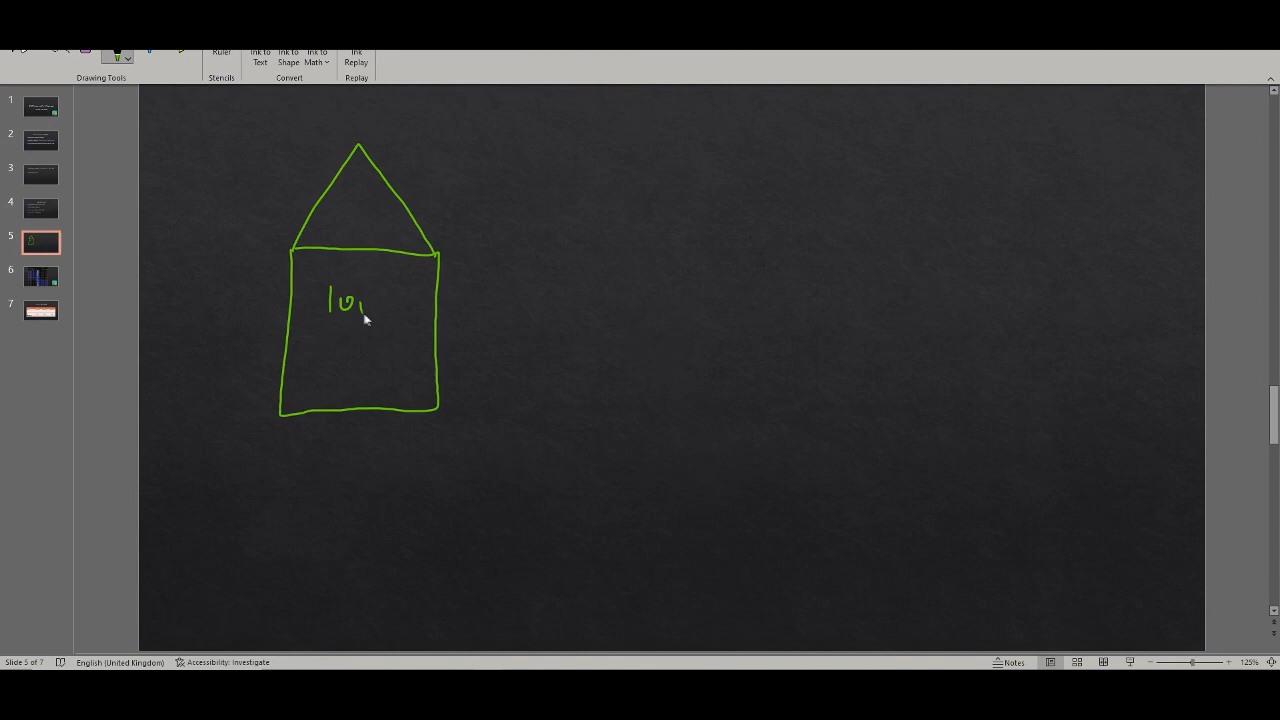 Ruler
Ink to Text
Ink to Shape
Ink to Math
Ink Replay
Drawing Tools
Stencils
Convert
Replay
1
2
3
4
5
6
7
10
Slide 5 of 7
English (United Kingdom)
Accessibility: Investigate
Notes
125%